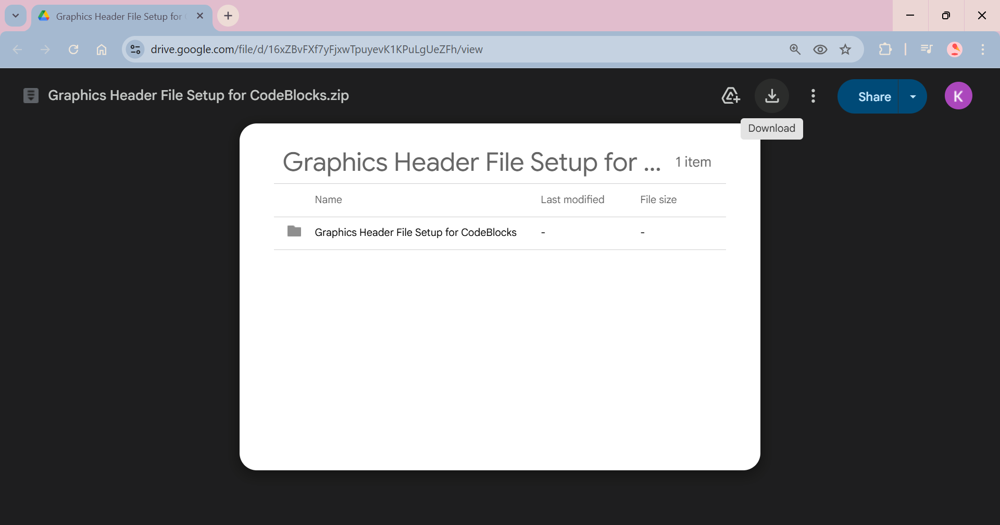 Graphics Header File Setup for
drive.google.com/file/d/16xZBvFXf7yFjxwTpuyevK1KPuLgUeZFh/view
Graphics Header File Setup for CodeBlocks.zip
Share
K
Download
Graphics Header File Setup for ... 1 item
Name Last modified File size
Graphics Header File Setup for CodeBlocks - -